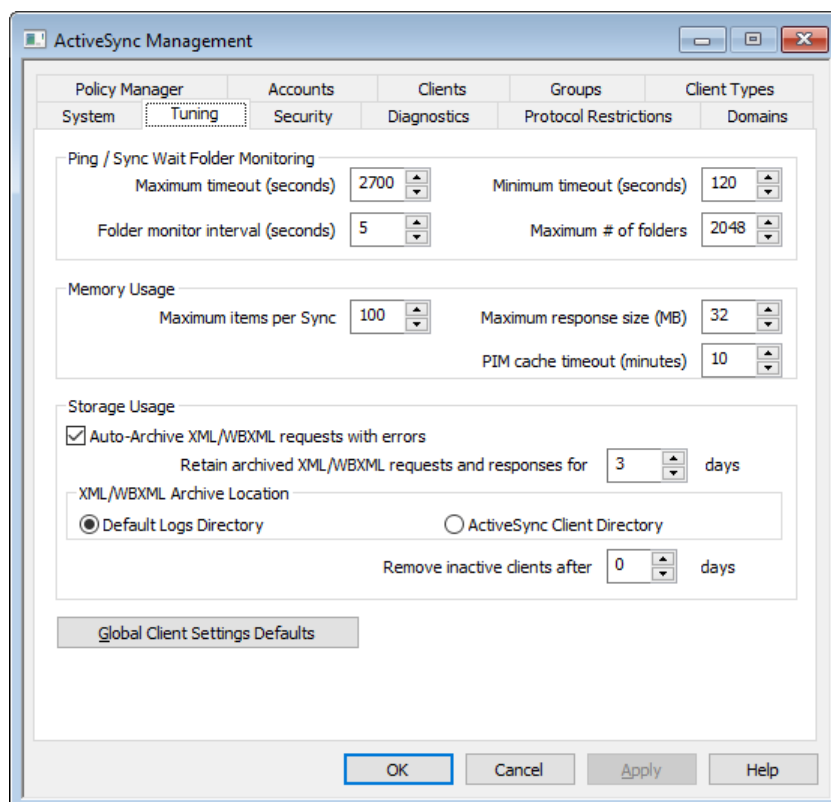 ActiveSync Management
Policy Manager Accounts Clients Groups Client Types
System Tuning Security Diagnostics Protocol Restrictions Domains
Ping / Sync Wait Folder Monitoring
Maximum timeout (seconds) 2700 Minimum timeout (seconds) 120
Folder monitor interval (seconds) 5 Maximum # of folders 2048
Memory Usage
Maximum items per Sync 100 Maximum response size (MB) 32
PIM cache timeout (minutes) 10
Storage Usage
Auto-Archive XML/WBXML requests with errors
Retain archived XML/WBXML requests and responses for 3 days
XML/WBXML Archive Location
Default Logs Directory ActiveSync Client Directory
Remove inactive clients after 0 days
Global Client Settings Defaults
OK Cancel Apply Help